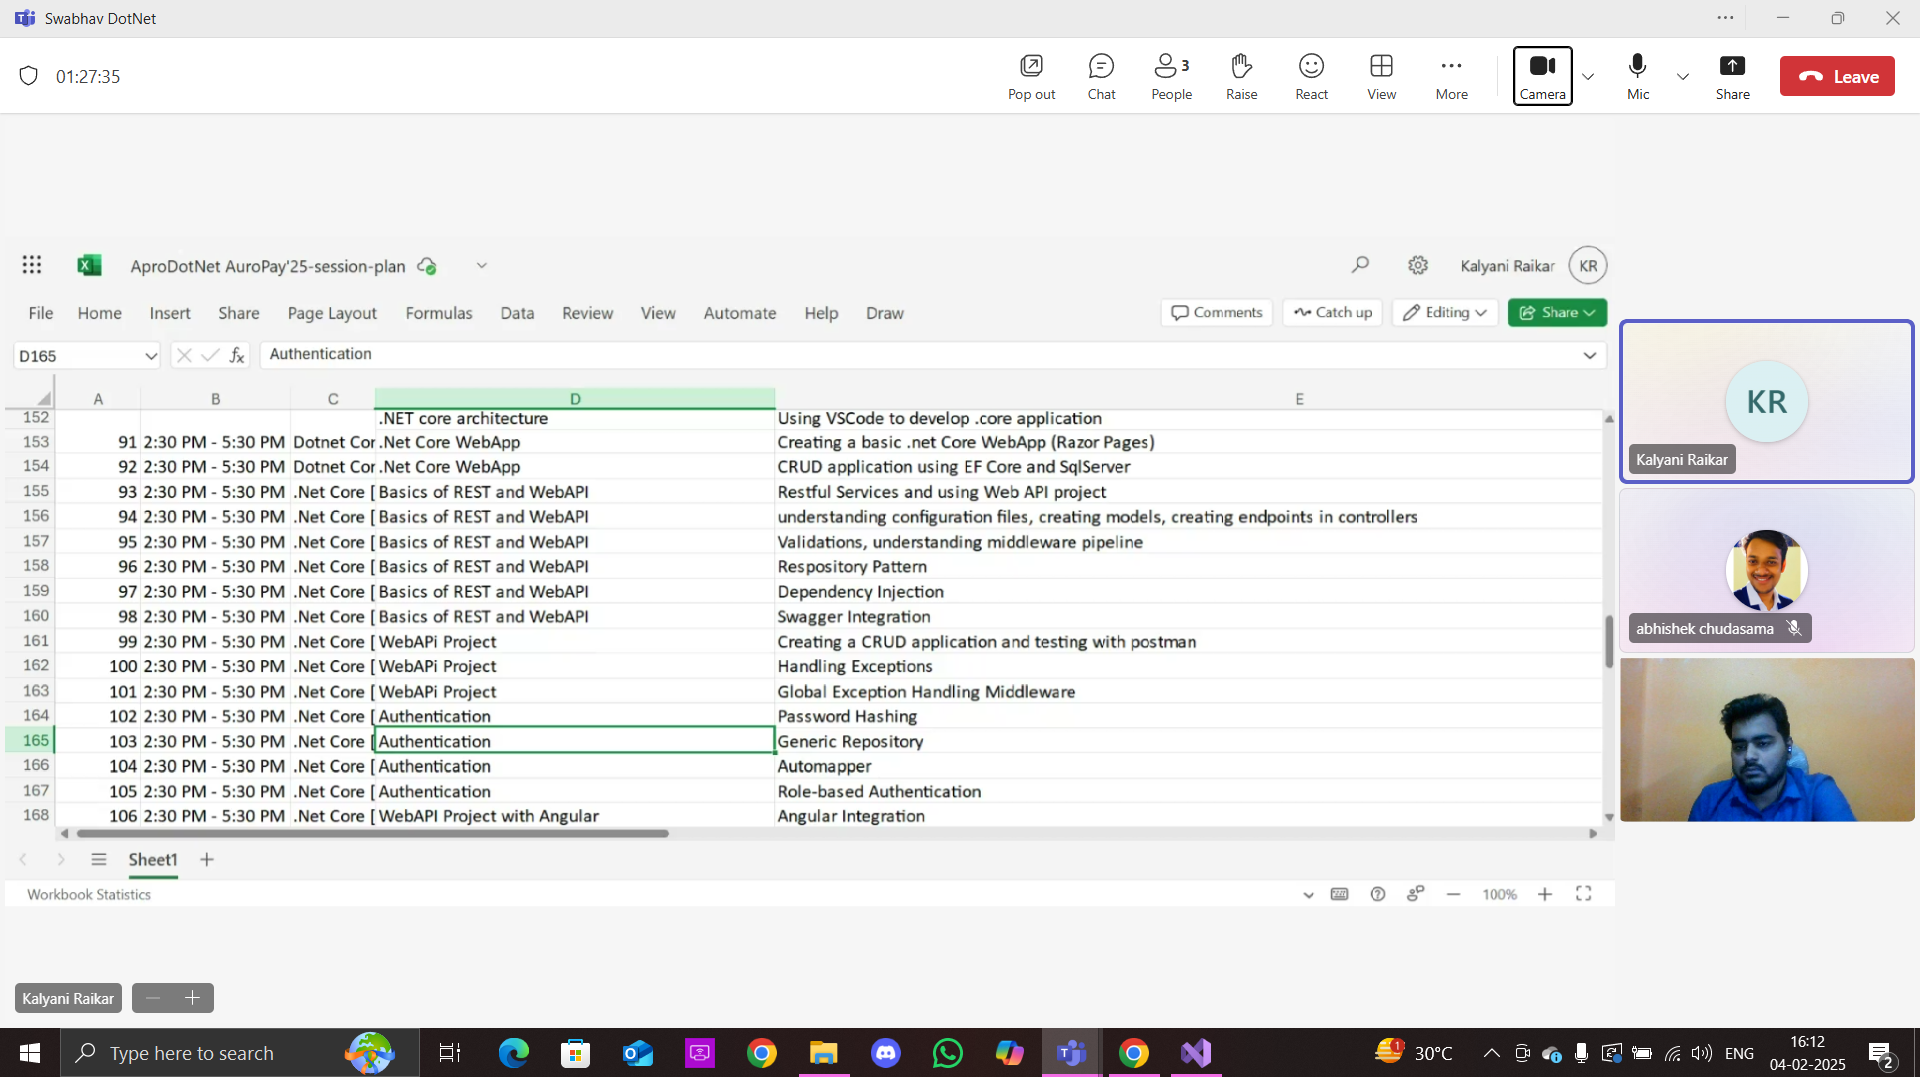 Swabhav DotNet
01:27:35
Pop out
Chat
3
People
Raise
React
View
More
Camera
Mic
Share
Leave
AproDotNet AuroPay'25-session-plan
Kalyani Raikar
KR
File Home Insert Share Page Layout Formulas Data Review View Automate Help Draw
Comments
Catch up
Editing
Share
D165
fx
Authentication
A B C D E
152 .NET core architecture Using VSCode to develop .core application
153 91 2:30 PM - 5:30 PM Dotnet Cor .Net Core WebApp Creating a basic .net Core WebApp (Razor Pages)
154 92 2:30 PM - 5:30 PM Dotnet Cor .Net Core WebApp CRUD application using EF Core and SqlServer
155 93 2:30 PM - 5:30 PM .Net Core [ Basics of REST and WebAPI Restful Services and using Web API project
156 94 2:30 PM - 5:30 PM .Net Core [ Basics of REST and WebAPI understanding configuration files, creating models, creating endpoints in controllers
157 95 2:30 PM - 5:30 PM .Net Core [ Basics of REST and WebAPI Validations, understanding middleware pipeline
158 96 2:30 PM - 5:30 PM .Net Core [ Basics of REST and WebAPI Respository Pattern
159 97 2:30 PM - 5:30 PM .Net Core [ Basics of REST and WebAPI Dependency Injection
160 98 2:30 PM - 5:30 PM .Net Core [ Basics of REST and WebAPI Swagger Integration
161 99 2:30 PM - 5:30 PM .Net Core [ WebAPi Project Creating a CRUD application and testing with postman
162 100 2:30 PM - 5:30 PM .Net Core [ WebAPi Project Handling Exceptions
163 101 2:30 PM - 5:30 PM .Net Core [ WebAPi Project Global Exception Handling Middleware
164 102 2:30 PM - 5:30 PM .Net Core [ Authentication Password Hashing
165 103 2:30 PM - 5:30 PM .Net Core [ Authentication Generic Repository
166 104 2:30 PM - 5:30 PM .Net Core [ Authentication Automapper
167 105 2:30 PM - 5:30 PM .Net Core [ Authentication Role-based Authentication
168 106 2:30 PM - 5:30 PM .Net Core [ WebAPI Project with Angular Angular Integration
Sheet1
Workbook Statistics
100%
KR
Kalyani Raikar
abhishek chudasama
Kalyani Raikar
Type here to search
1
30°C
ENG
16:12
04-02-2025
2